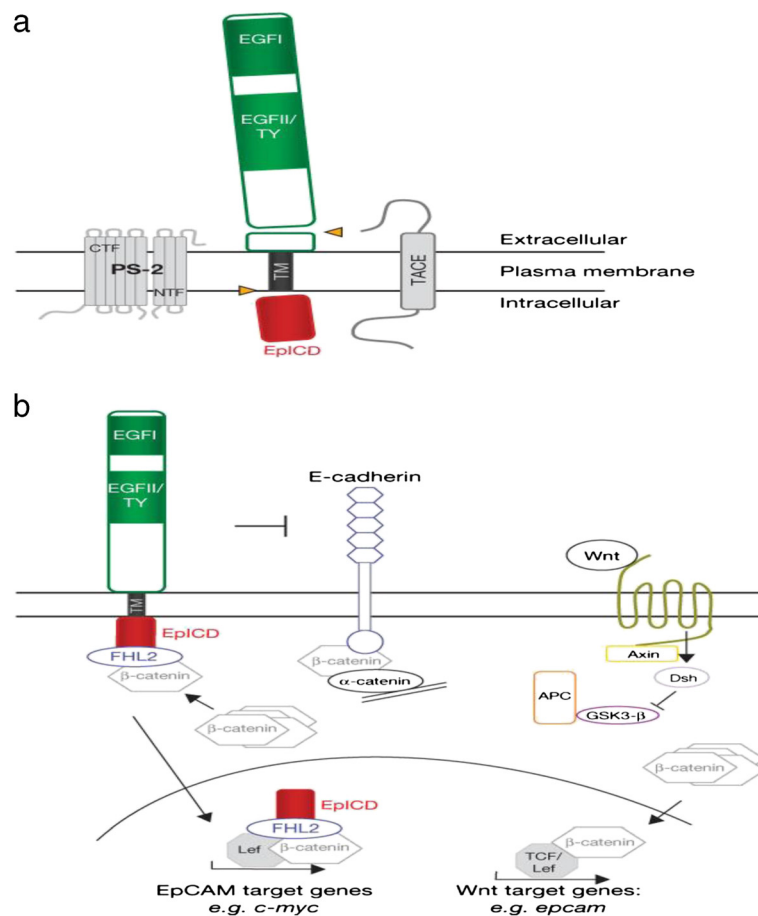 a
EGFI
EGFII/
TY
CTF
PS-2
NTF
TM
TACE
Extracellular
Plasma membrane
Intracellular
EpICD
b
EGFI
EGFII/
TY
TM
EpICD
FHL2
β-catenin
β-catenin
E-cadherin
β-catenin
α-catenin
Wnt
Axin
Dsh
APC
GSK3-β
β-catenin
EpICD
FHL2
Lef
β-catenin
EpCAM target genes
e.g. c-myc
β-catenin
TCF/
Lef
Wnt target genes:
e.g. epcam